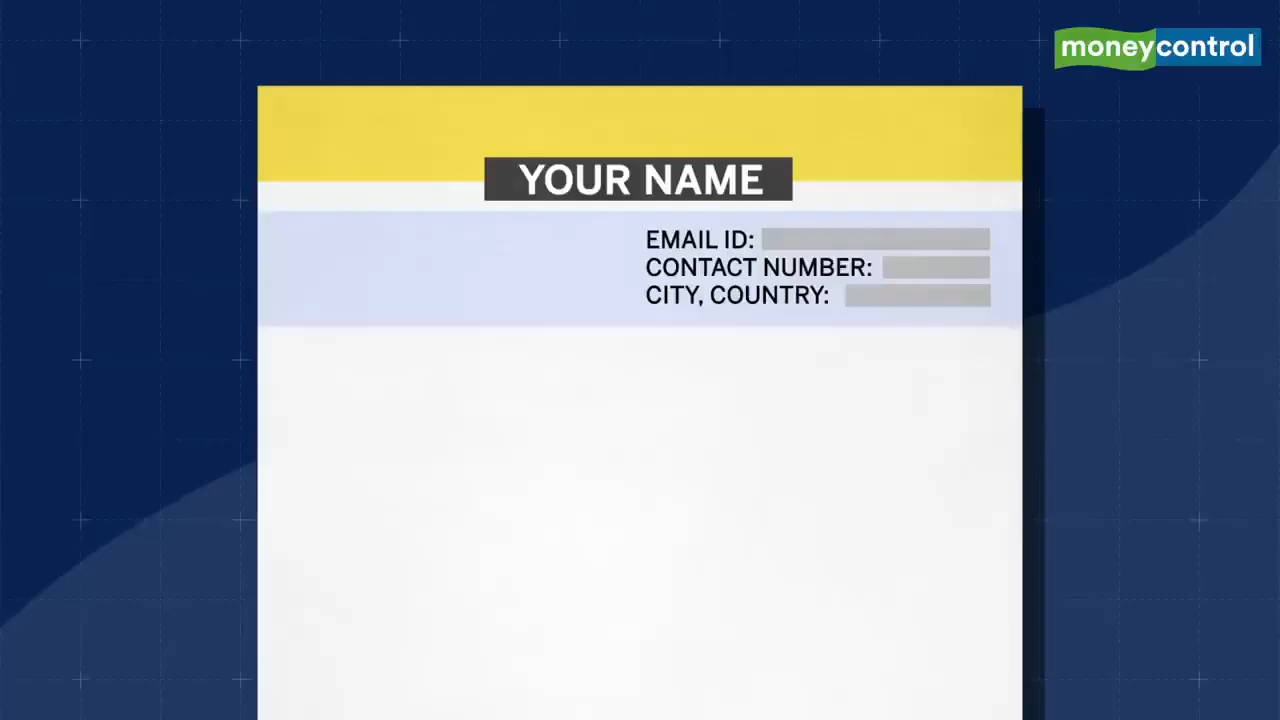 moneycontrol
YOUR NAME
EMAIL ID:
CONTACT NUMBER:
CITY, COUNTRY: